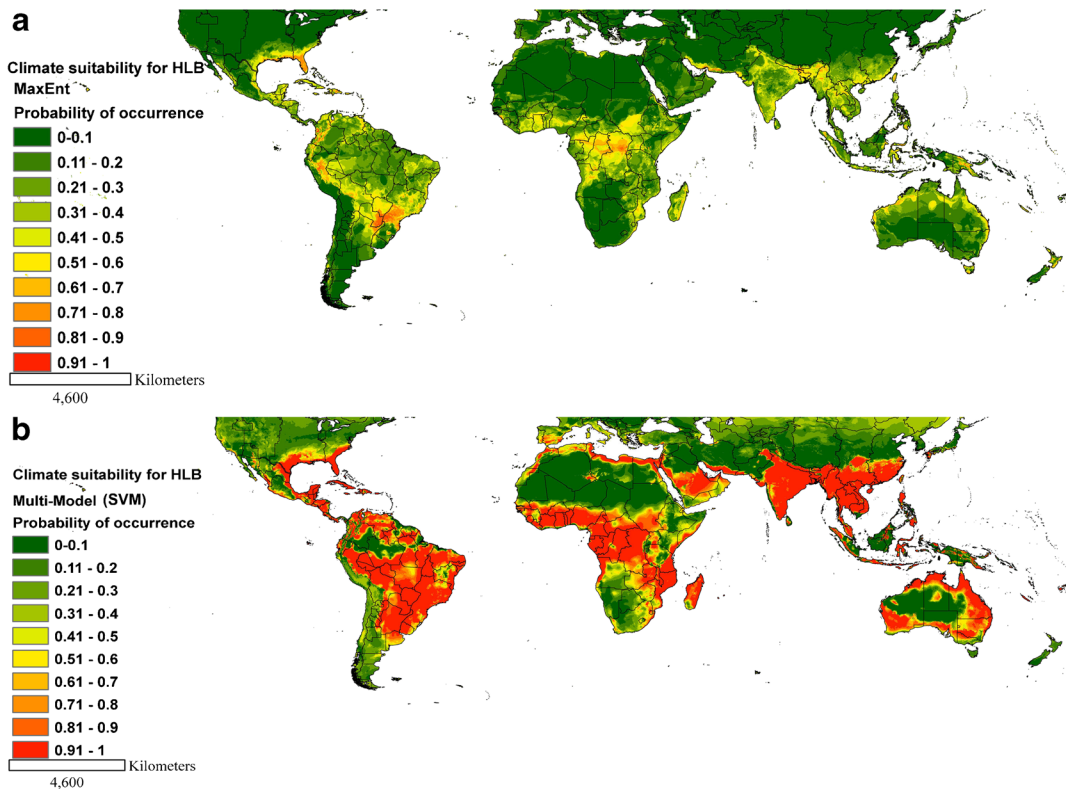 a
Climate suitability for HLB
MaxEnt
Probability of occurrence
0-0.1
0.11 - 0.2
0.21 - 0.3
0.31 - 0.4
0.41 - 0.5
0.51 - 0.6
0.61 - 0.7
0.71 - 0.8
0.81 - 0.9
0.91 - 1
Kilometers
4,600
b
Climate suitability for HLB
Multi-Model (SVM)
Probability of occurrence
0-0.1
0.11 - 0.2
0.21 - 0.3
0.31 - 0.4
0.41 - 0.5
0.51 - 0.6
0.61 - 0.7
0.71 - 0.8
0.81 - 0.9
0.91 - 1
Kilometers
4,600